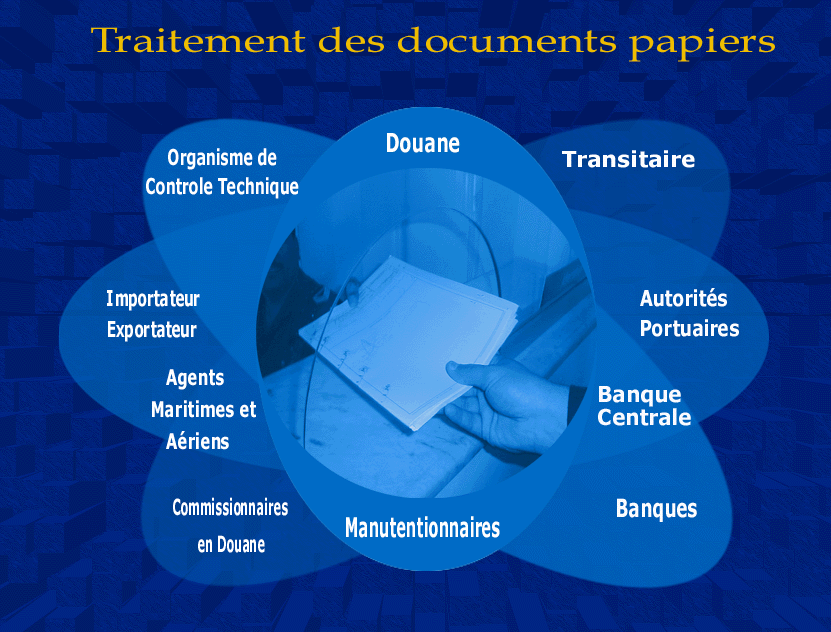 Traitement des documents papiers
Douane
Organisme de
Controle Technique
Transitaire
Importateur
Exportateur
Autorités
Portuaires
Agents
Maritimes et
Aériens
Banque
Centrale
Commissionnaires
en Douane
Manutentionnaires
Banques